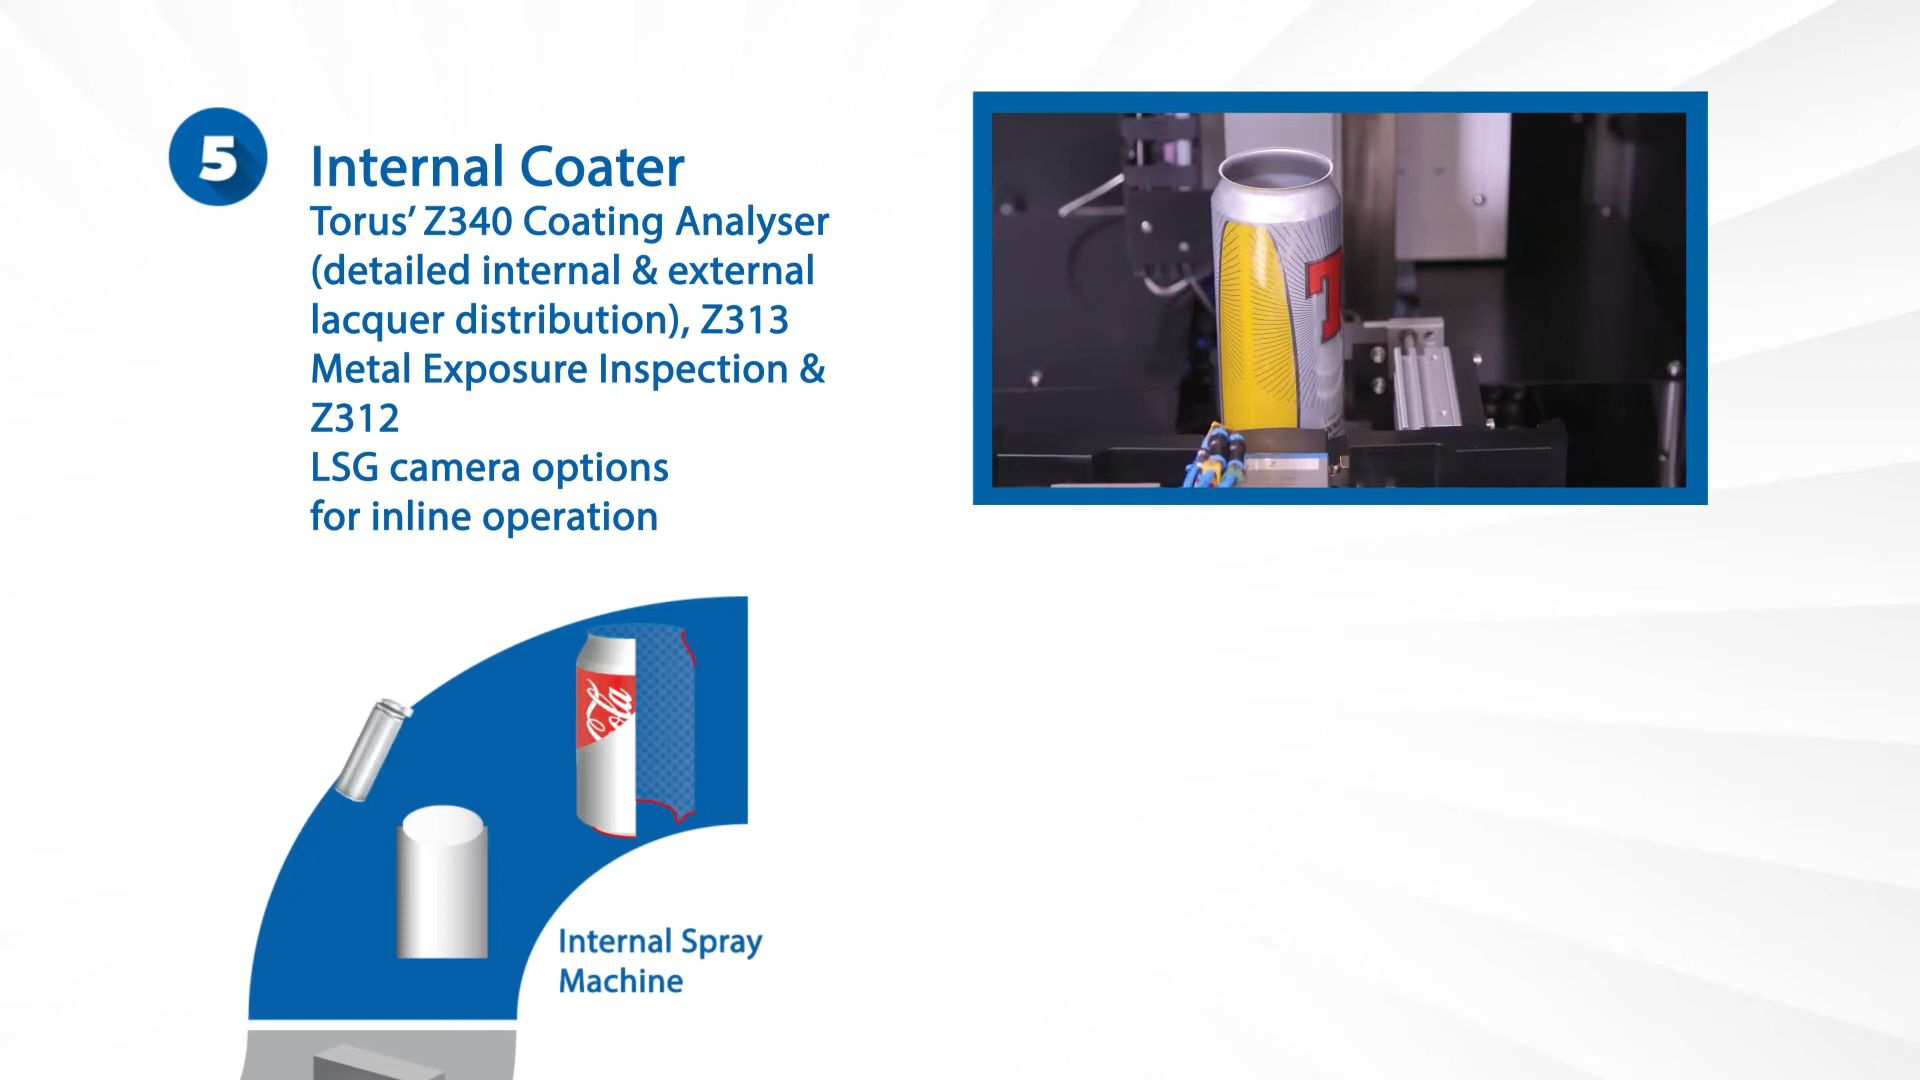 5
Internal Coater
Torus’ Z340 Coating Analyser
(detailed internal & external
lacquer distribution), Z313
Metal Exposure Inspection &
Z312
LSG camera options
for inline operation
T
Cola
Internal Spray
Machine